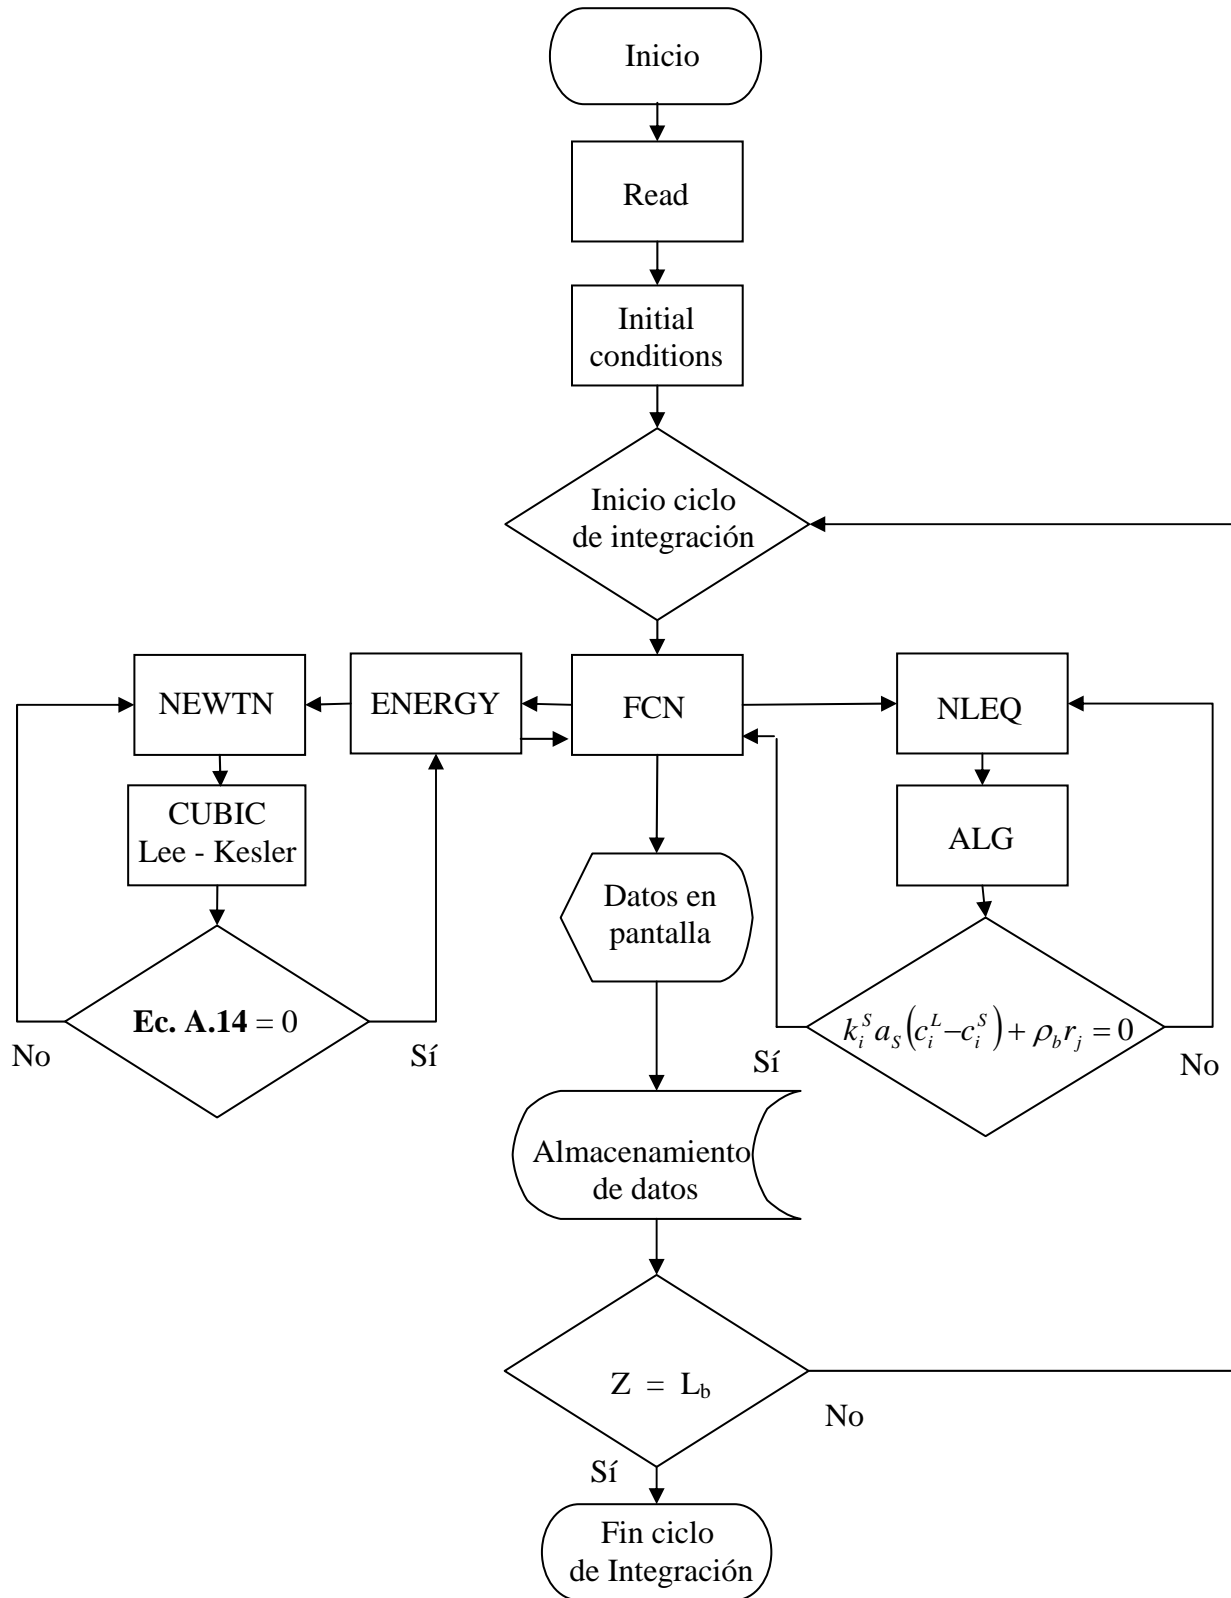 Inicio
Read
Initial
conditions
Inicio ciclo
de integración
NEWTN
ENERGY
FCN
NLEQ
CUBIC
Lee - Kesler
ALG
Datos en
pantalla
Ec. A.14 = 0
No
Sí
k_i^S a_S (c_i^L − c_i^S) + ρ_b r_j = 0
Sí
No
Almacenamiento
de datos
Z = L_b
No
Sí
Fin ciclo
de Integración